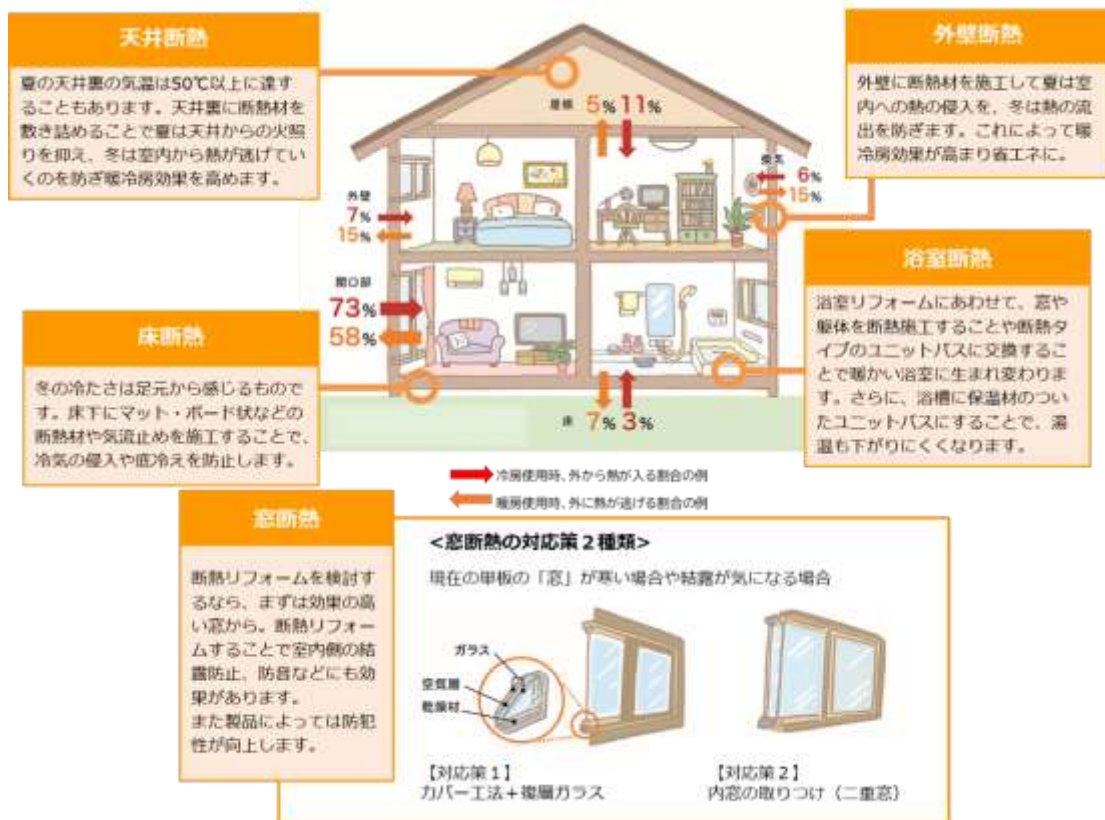 天井断熱
夏の天井裏の気温は50℃以上に達す
ることもあります。天井裏に断熱材を
敷き詰めることで夏は天井からの火照
りを抑え、冬は室内から熱が逃げてい
くのを防ぎ暖冷房効果を高めます。
外壁断熱
外壁に断熱材を施工して夏は室
内への熱の侵入を、冬は熱の流
出を防ぎます。これによって暖
冷房効果が高まり省エネに。
屋根 5% 11%
換気
6%
15%
外壁
7%
15%
開口部
73%
58%
床 7% 3%
浴室断熱
浴室リフォームにあわせて、窓や
躯体を断熱施工することや断熱タ
イプのユニットバスに交換するこ
とで暖かい浴室に生まれ変わりま
す。さらに、浴槽に保温材のつい
たユニットバスにすることで、湯
温も下がりにくくなります。
床断熱
冬の冷たさは足元から感じるもので
す。床下にマット・ボード状などの
断熱材や気流止めを施工することで、
冷気の侵入や底冷えを防止します。
冷房使用時、外から熱が入る割合の例
暖房使用時、外に熱が逃げる割合の例
窓断熱
断熱リフォームを検討す
るなら、まずは効果の高
い窓から。断熱リフォー
ムすることで室内側の結
露防止、防音などにも効
果があります。
また製品によっては防犯
性が向上します。
<窓断熱の対応策２種類>
現在の単板の「窓」が寒い場合や結露が気になる場合
ガラス
空気層
乾燥材
【対応策１】
カバー工法＋複層ガラス
【対応策２】
内窓の取りつけ（二重窓）